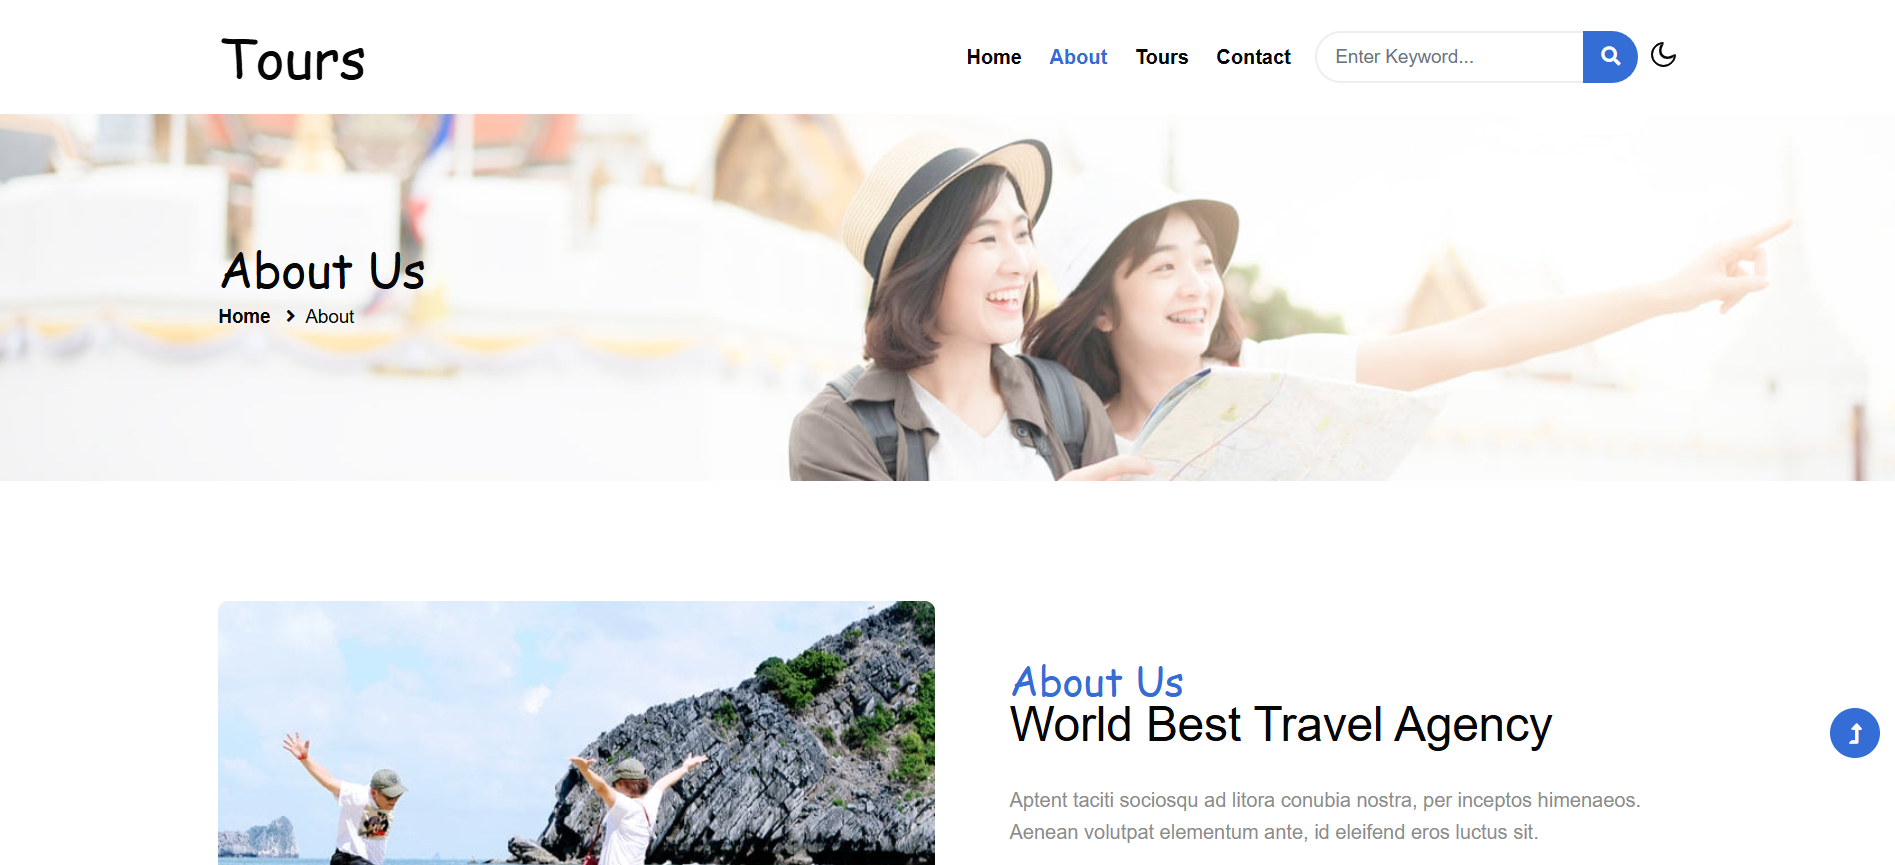 Tours
Home About Tours Contact Enter Keyword...
About Us
Home About
About Us
World Best Travel Agency
Aptent taciti sociosqu ad litora conubia nostra, per inceptos himenaeos.
Aenean volutpat elementum ante, id eleifend eros luctus sit.